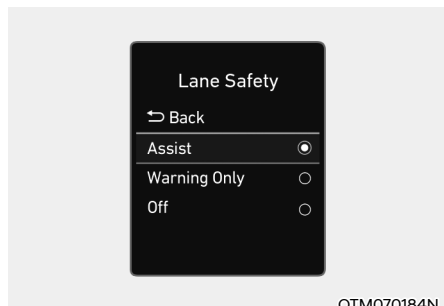 Lane Safety
Back
Assist
Warning Only
Off
OTM070184N